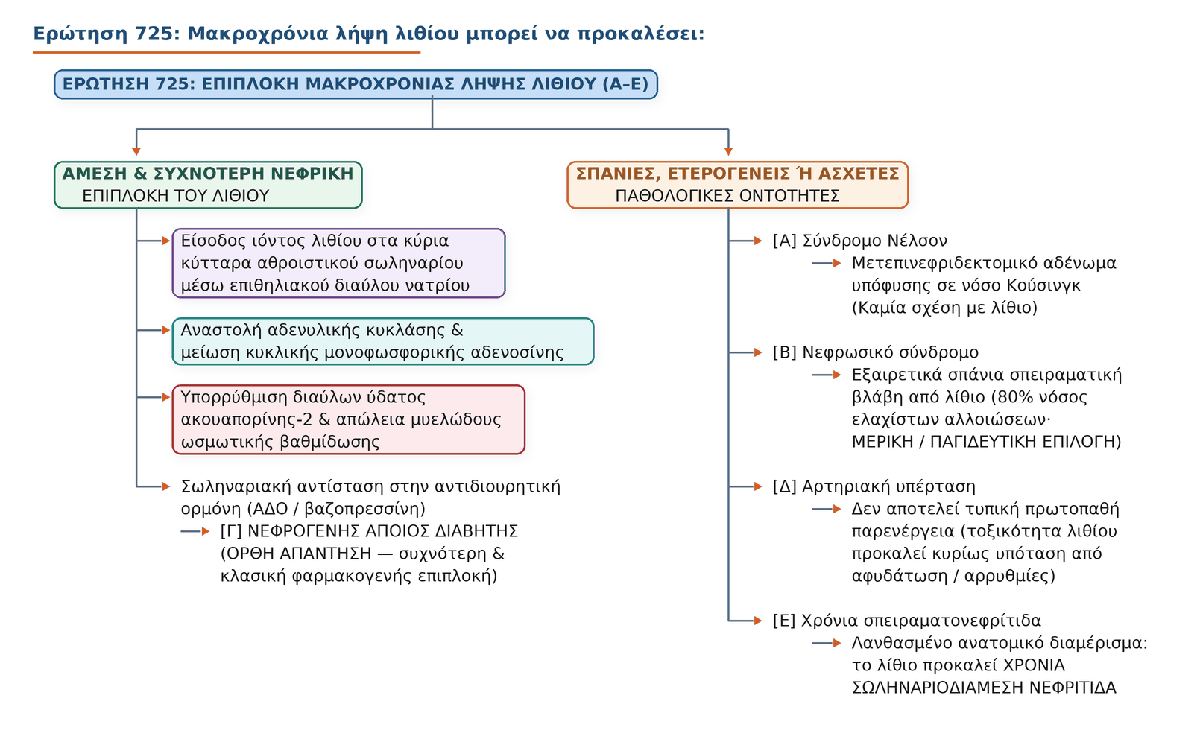 Ερώτηση 725: Μακροχρόνια λήψη λιθίου μπορεί να προκαλέσει:
ΕΡΩΤΗΣΗ 725: ΕΠΙΠΛΟΚΗ ΜΑΚΡΟΧΡΟΝΙΑΣ ΛΗΨΗΣ ΛΙΘΙΟΥ (Α–Ε)
ΑΜΕΣΗ & ΣΥΧΝΟΤΕΡΗ ΝΕΦΡΙΚΗ
ΕΠΙΠΛΟΚΗ ΤΟΥ ΛΙΘΙΟΥ
Είσοδος ιόντος λιθίου στα κύρια
κύτταρα αθροιστικού σωληναρίου
μέσω επιθηλιακού διαύλου νατρίου
Αναστολή αδενυλικής κυκλάσης &
μείωση κυκλικής μονοφωσφορικής αδενοσίνης
Υπορρύθμιση διαύλων ύδατος
ακουαπορίνης-2 & απώλεια μυελώδους
ωσμωτικής βαθμίδωσης
Σωληναριακή αντίσταση στην αντιδιουρητική
ορμόνη (ΑΔΟ / βαζοπρεσσίνη)
[Γ] ΝΕΦΡΟΓΕΝΗΣ ΑΠΟΙΟΣ ΔΙΑΒΗΤΗΣ
(ΟΡΘΗ ΑΠΑΝΤΗΣΗ — συχνότερη &
κλασική φαρμακογενής επιπλοκή)
ΣΠΑΝΙΕΣ, ΕΤΕΡΟΓΕΝΕΙΣ Ή ΑΣΧΕΤΕΣ
ΠΑΘΟΛΟΓΙΚΕΣ ΟΝΤΟΤΗΤΕΣ
[Α] Σύνδρομο Νέλσον
Μετεπινεφριδεκτομικό αδένωμα
υπόφυσης σε νόσο Κούσινγκ
(Καμία σχέση με λίθιο)
[Β] Νεφρωσικό σύνδρομο
Εξαιρετικά σπάνια σπειραματική
βλάβη από λίθιο (80% νόσος
ελαχίστων αλλοιώσεων·
ΜΕΡΙΚΗ / ΠΑΓΙΔΕΥΤΙΚΗ ΕΠΙΛΟΓΗ)
[Δ] Αρτηριακή υπέρταση
Δεν αποτελεί τυπική πρωτοπαθή
παρενέργεια (τοξικότητα λιθίου
προκαλεί κυρίως υπόταση από
αφυδάτωση / αρρυθμίες)
[Ε] Χρόνια σπειραματονεφρίτιδα
Λανθασμένο ανατομικό διαμέρισμα:
το λίθιο προκαλεί ΧΡΟΝΙΑ
ΣΩΛΗΝΑΡΙΟΔΙΑΜΕΣΗ ΝΕΦΡΙΤΙΔΑ